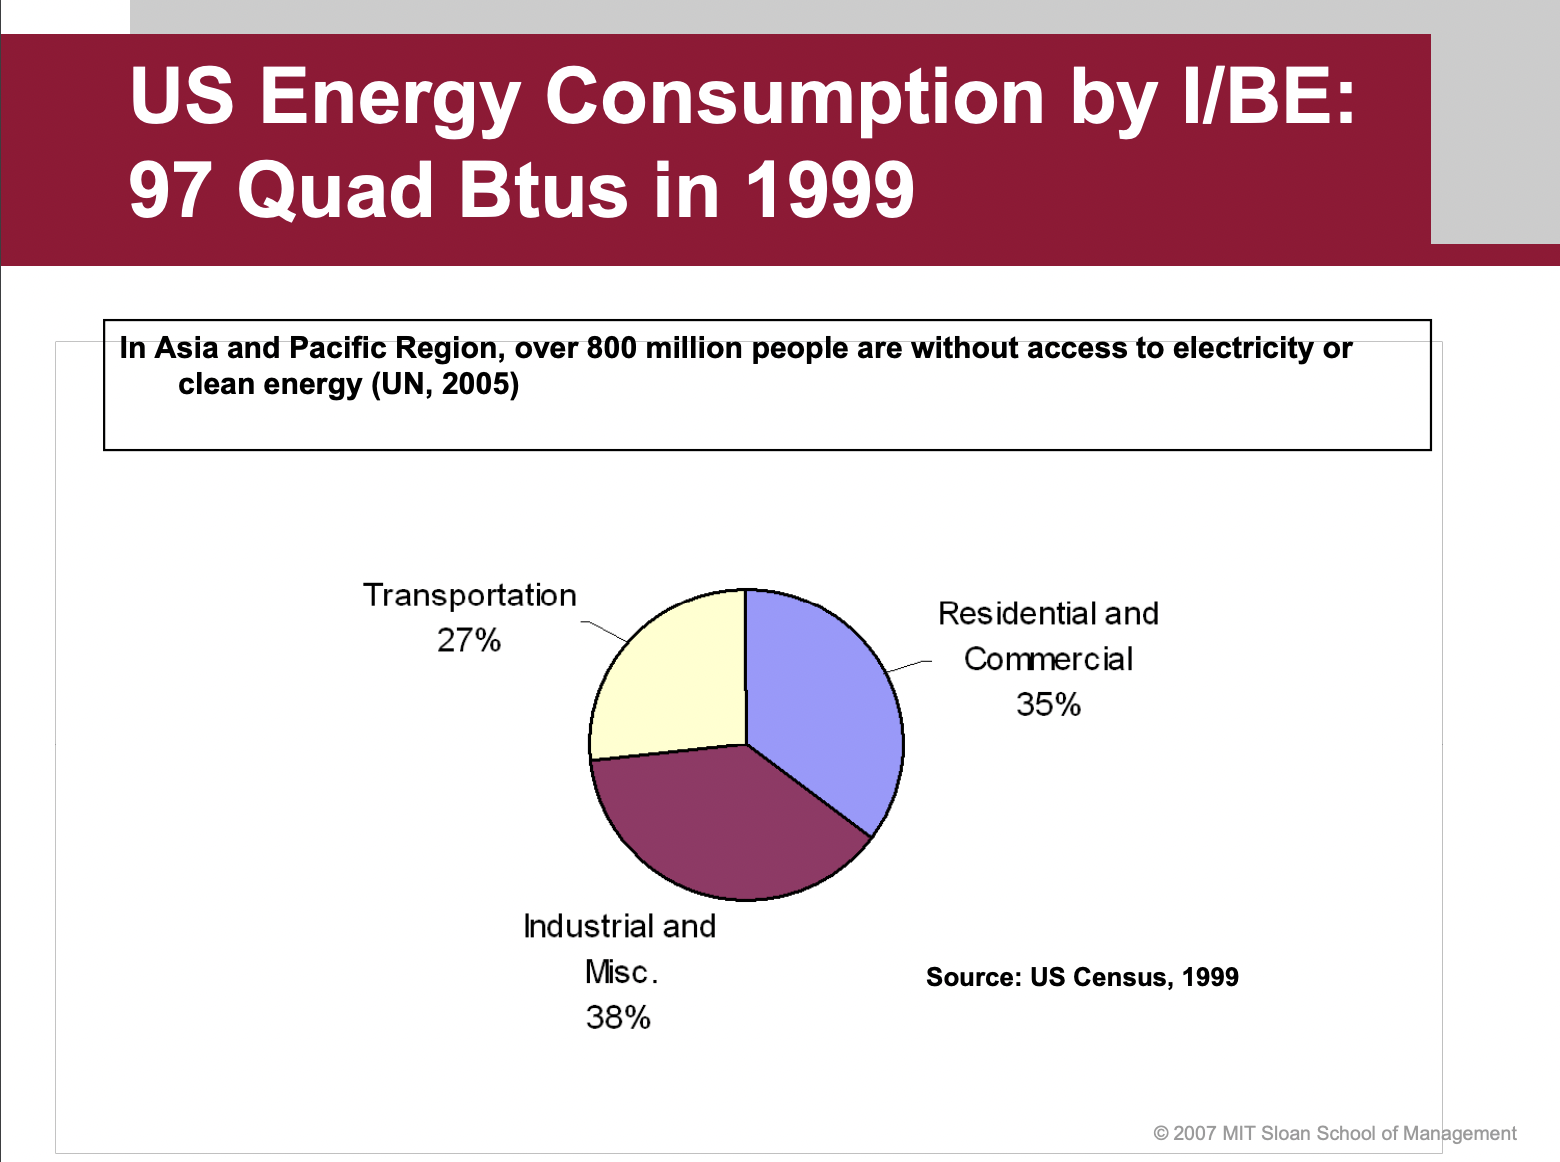 US Energy Consumption by I/BE:
97 Quad Btus in 1999
In Asia and Pacific Region, over 800 million people are without access to electricity or
clean energy (UN, 2005)
Transportation
27%
Residential and
Commercial
35%
Industrial and
Misc.
38%
Source: US Census, 1999
© 2007 MIT Sloan School of Management